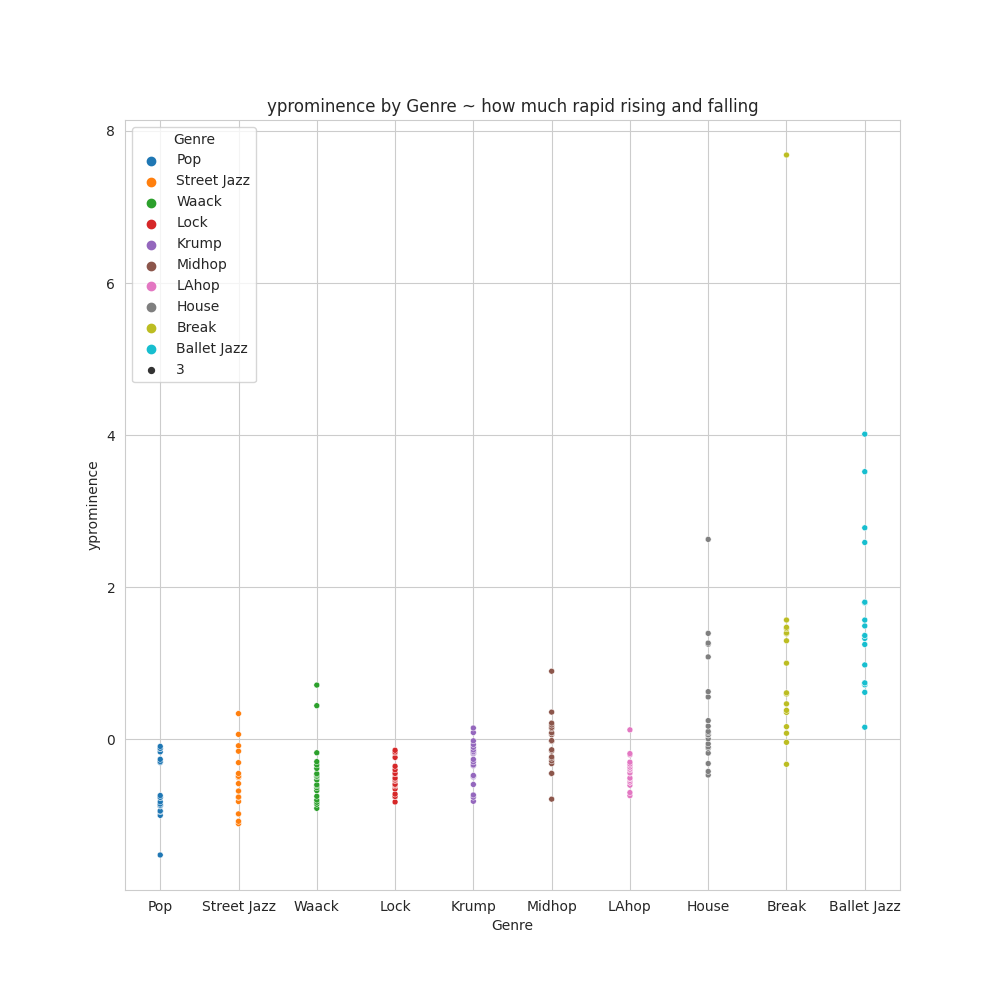 yprominence by Genre ~ how much rapid rising and falling
8
6
4
2
0
yprominence
Genre
Pop
Street Jazz
Waack
Lock
Krump
Midhop
LAhop
House
Break
Ballet Jazz
3
Pop Street Jazz Waack Lock Krump Midhop LAhop House Break Ballet Jazz
Genre